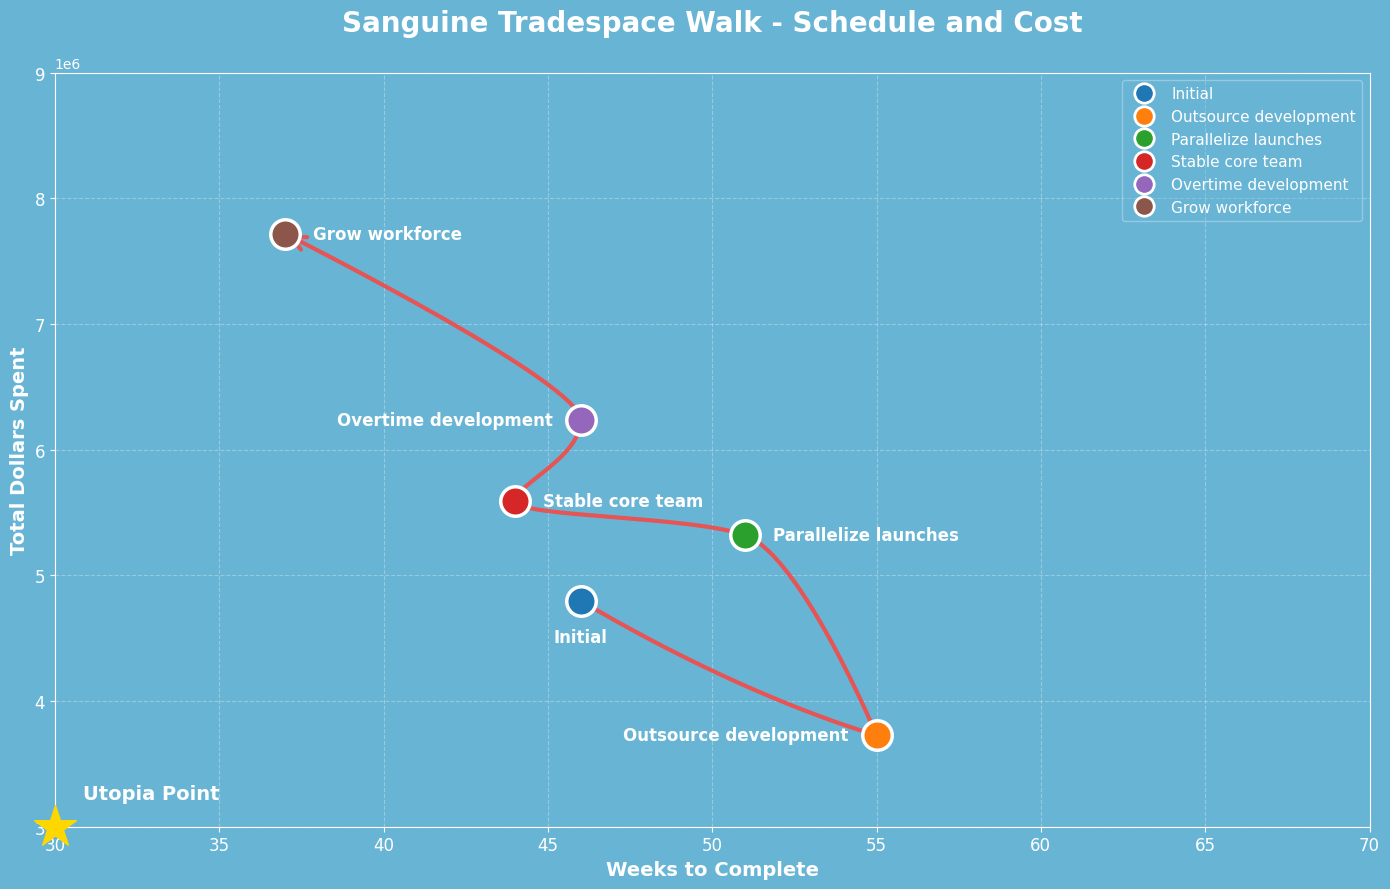 Sanguine Tradespace Walk - Schedule and Cost
1e6
9
8
7
6
5
4
3
Total Dollars Spent
Initial
Outsource development
Parallelize launches
Stable core team
Overtime development
Grow workforce
Grow workforce
Overtime development
Stable core team
Parallelize launches
Initial
Outsource development
Utopia Point
30 35 40 45 50 55 60 65 70
Weeks to Complete